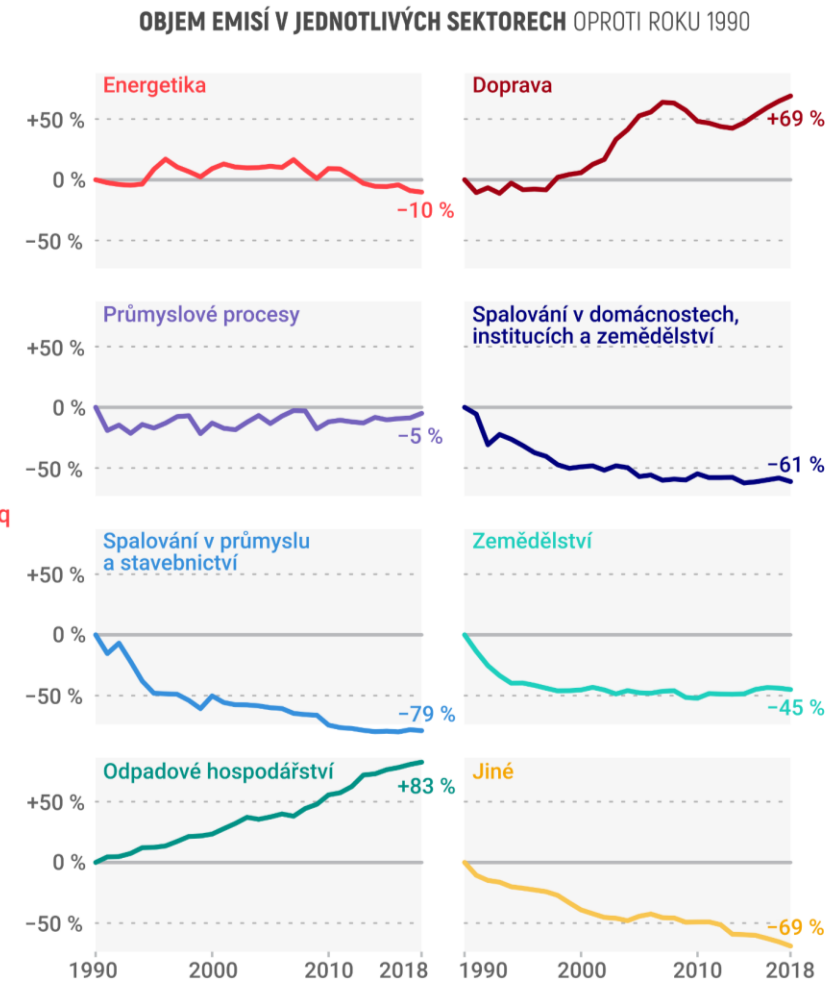 OBJEM EMISÍ V JEDNOTLIVÝCH SEKTORECH OPROTI ROKU 1990
Energetika
+50 %
0 %
−50 %
−10 %
Doprava
+69 %
Průmyslové procesy
+50 %
0 %
−50 %
−5 %
Spalování v domácnostech,
institucích a zemědělství
−61 %
q
Spalování v průmyslu
a stavebnictví
+50 %
0 %
−50 %
−79 %
Zemědělství
−45 %
Odpadové hospodářství
+50 %
0 %
−50 %
+83 %
Jiné
−69 %
1990 2000 2010 2018
1990 2000 2010 2018